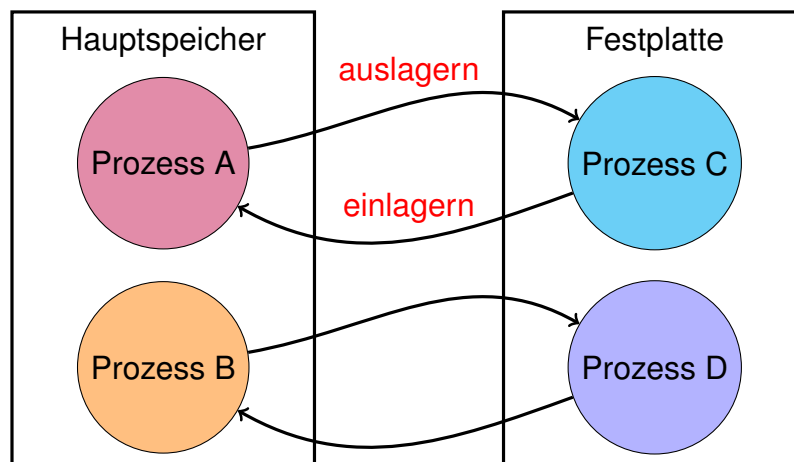 Hauptspeicher
Festplatte
auslagern
Prozess A
Prozess C
einlagern
Prozess B
Prozess D